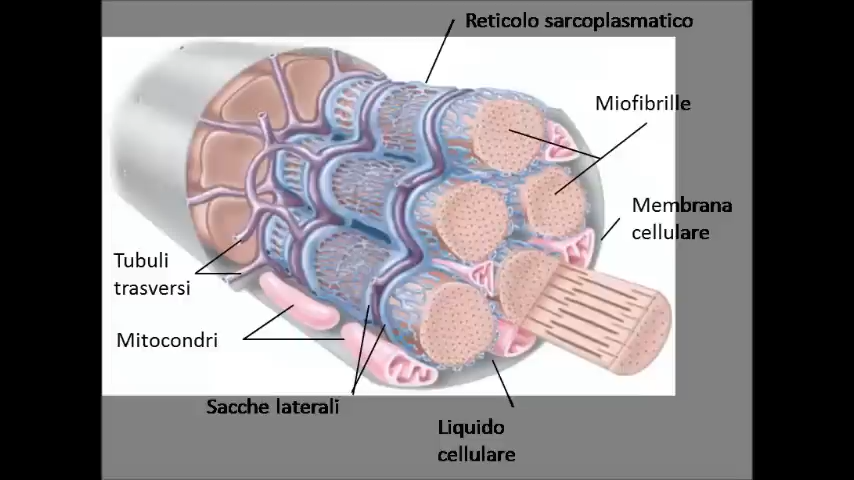 Reticolo sarcoplasmatico
Miofibrille
Membrana
cellulare
Tubuli
trasversi
Mitocondri
Sacche laterali
Liquido
cellulare